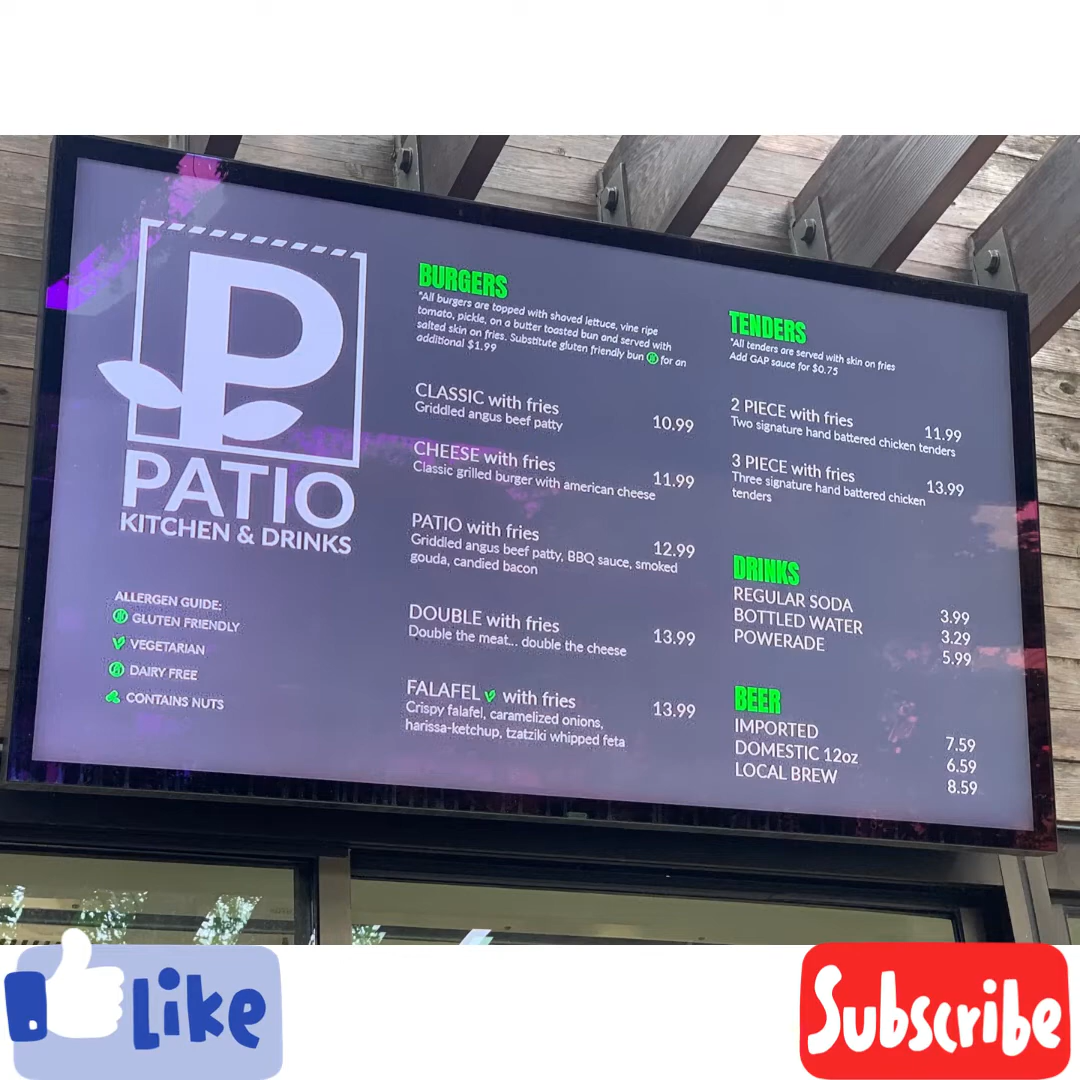 P
PATIO
KITCHEN & DRINKS
ALLERGEN GUIDE:
GLUTEN FRIENDLY
VEGETARIAN
DAIRY FREE
CONTAINS NUTS
BURGERS
*All burgers are topped with shaved lettuce, vine ripe
tomato, pickle, on a butter toasted bun and served with
salted skin on fries. Substitute gluten friendly bun for an
additional $1.99
CLASSIC with fries
Griddled angus beef patty 10.99
CHEESE with fries
Classic grilled burger with american cheese 11.99
PATIO with fries 12.99
Griddled angus beef patty, BBQ sauce, smoked
gouda, candied bacon
DOUBLE with fries 13.99
Double the meat... double the cheese
FALAFEL with fries 13.99
Crispy falafel, caramelized onions,
harissa-ketchup, tzatziki whipped feta
TENDERS
*All tenders are served with skin on fries
Add GAP sauce for $0.75
2 PIECE with fries 11.99
Two signature hand battered chicken tenders
3 PIECE with fries 13.99
Three signature hand battered chicken
tenders
DRINKS
REGULAR SODA 3.99
BOTTLED WATER 3.29
POWERADE 5.99
BEER
IMPORTED 7.59
DOMESTIC 12oz 6.59
LOCAL BREW 8.59
Like
Subscribe